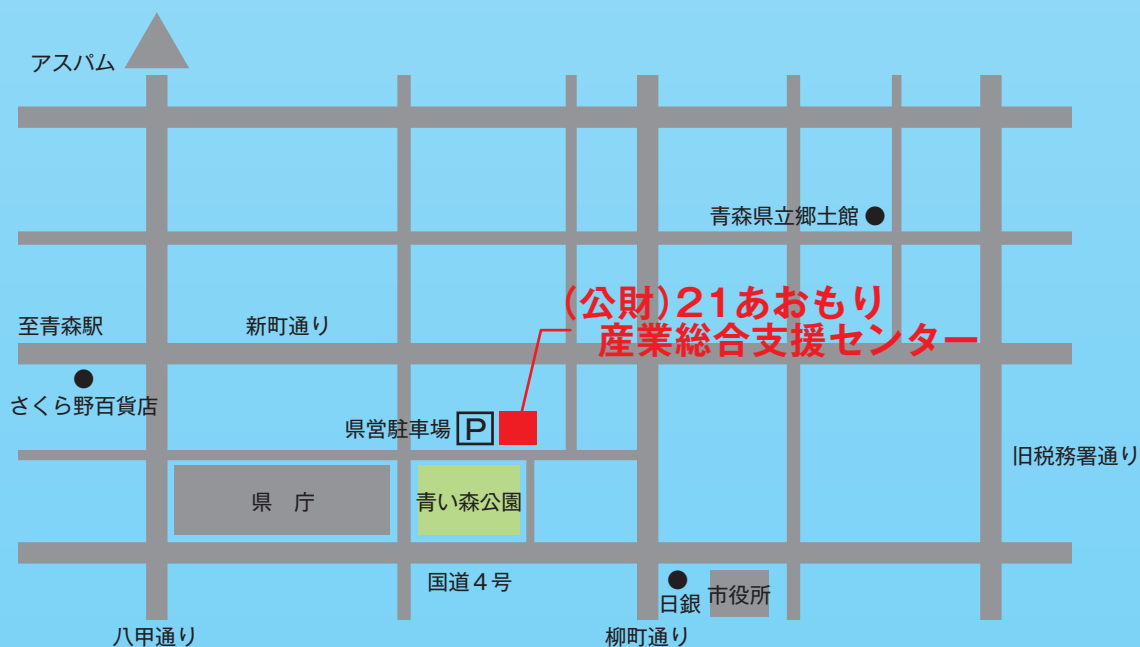 アスパム
青森県立郷土館
(公財)21あおもり
産業総合支援センター
至青森駅
新町通り
さくら野百貨店
県営駐車場 P
旧税務署通り
県 庁
青い森公園
国道4号
日銀
市役所
八甲通り
柳町通り